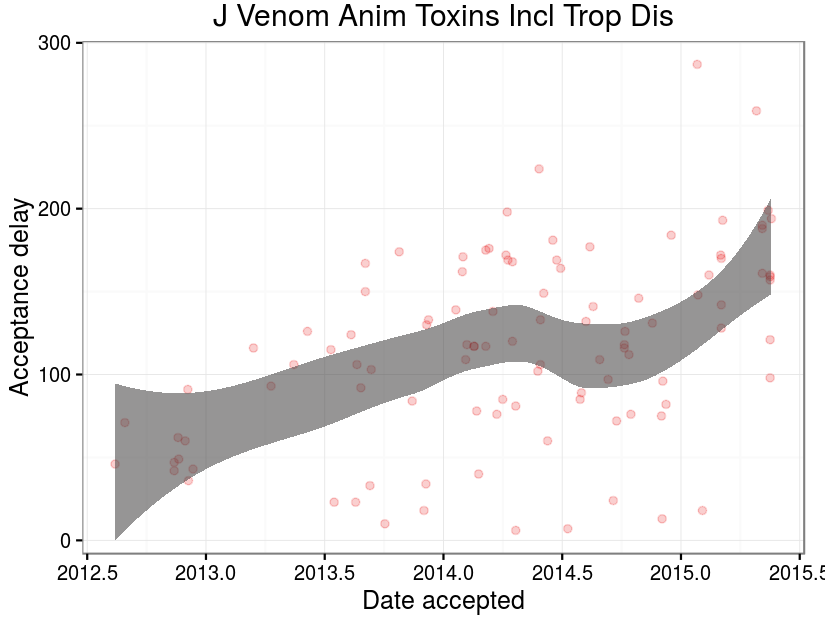 J Venom Anim Toxins Incl Trop Dis
300
200
100
0
Acceptance delay
2012.5 2013.0 2013.5 2014.0 2014.5 2015.0 2015.5
Date accepted